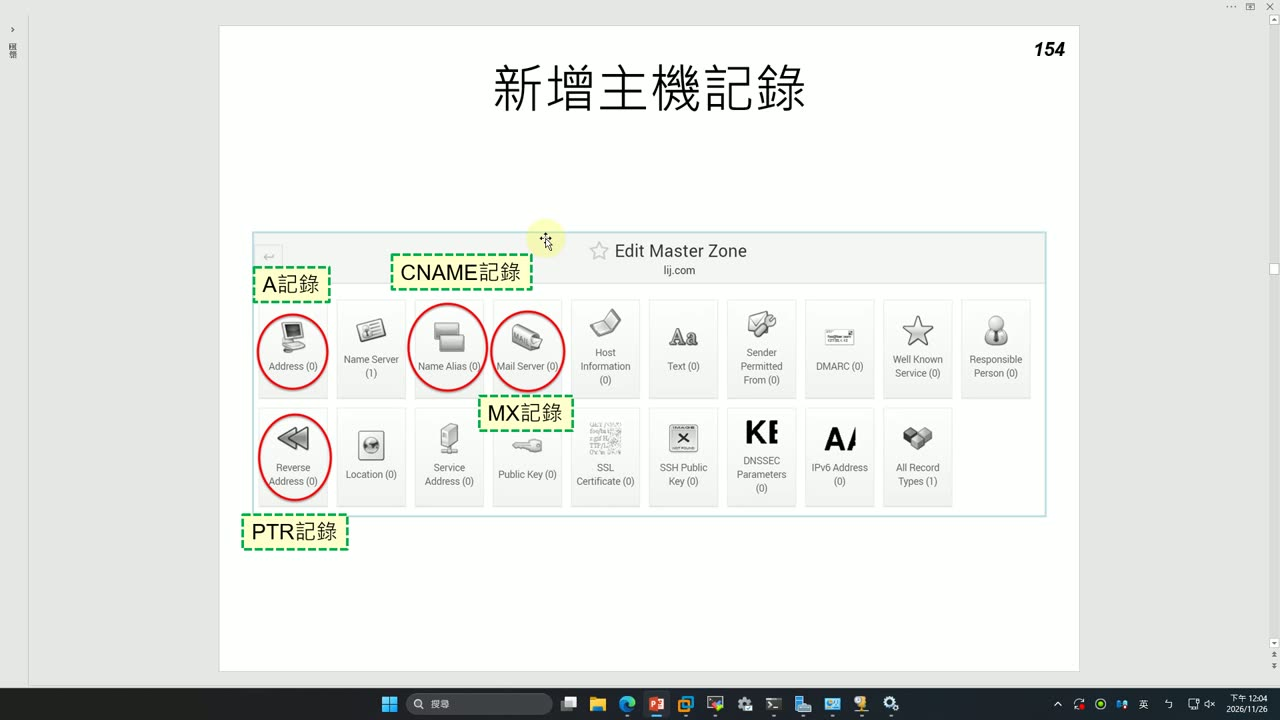 154
新增主機記錄
Edit Master Zone
lij.com
A記錄
CNAME記錄
Address (0)
Name Server
(1)
Name Alias (0)
Mail Server (0)
Host
Information
(0)
Text (0)
Sender
Permitted
From (0)
DMARC (0)
Well Known
Service (0)
Responsible
Person (0)
MX記錄
Reverse
Address (0)
Location (0)
Service
Address (0)
Public Key (0)
SSL
Certificate (0)
SSH Public
Key (0)
DNSSEC
Parameters
(0)
IPv6 Address
(0)
All Record
Types (1)
PTR記錄
搜尋
英
下午 12:04
2026/11/26